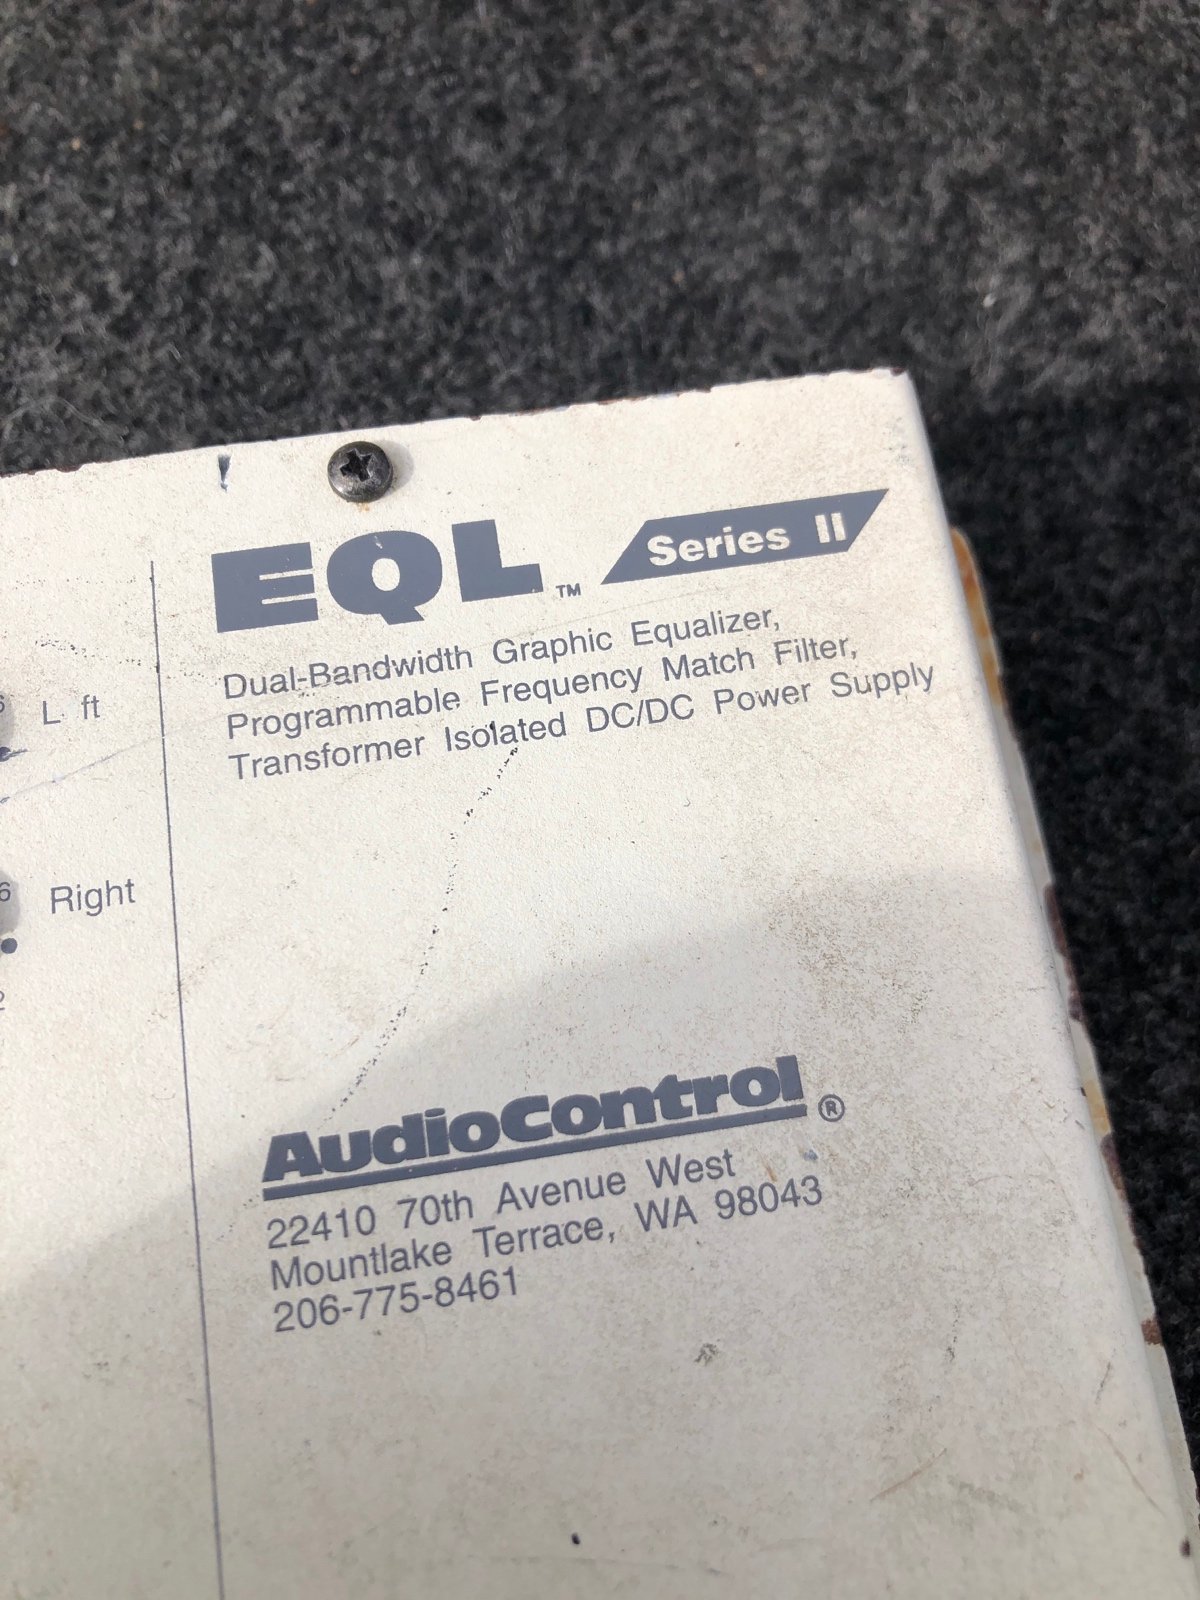 EQL™ Series II
Dual-Bandwidth Graphic Equalizer,
Programmable Frequency Match Filter,
Transformer Isolated DC/DC Power Supply
L ft
6 Right
AudioControl®
22410 70th Avenue West
Mountlake Terrace, WA 98043
206-775-8461